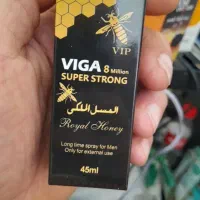 VIP
VIGA 8 Million
SUPER STRONG
العسل الملكي
Royal Honey
Long time spray for Men
Only for external use
45ml